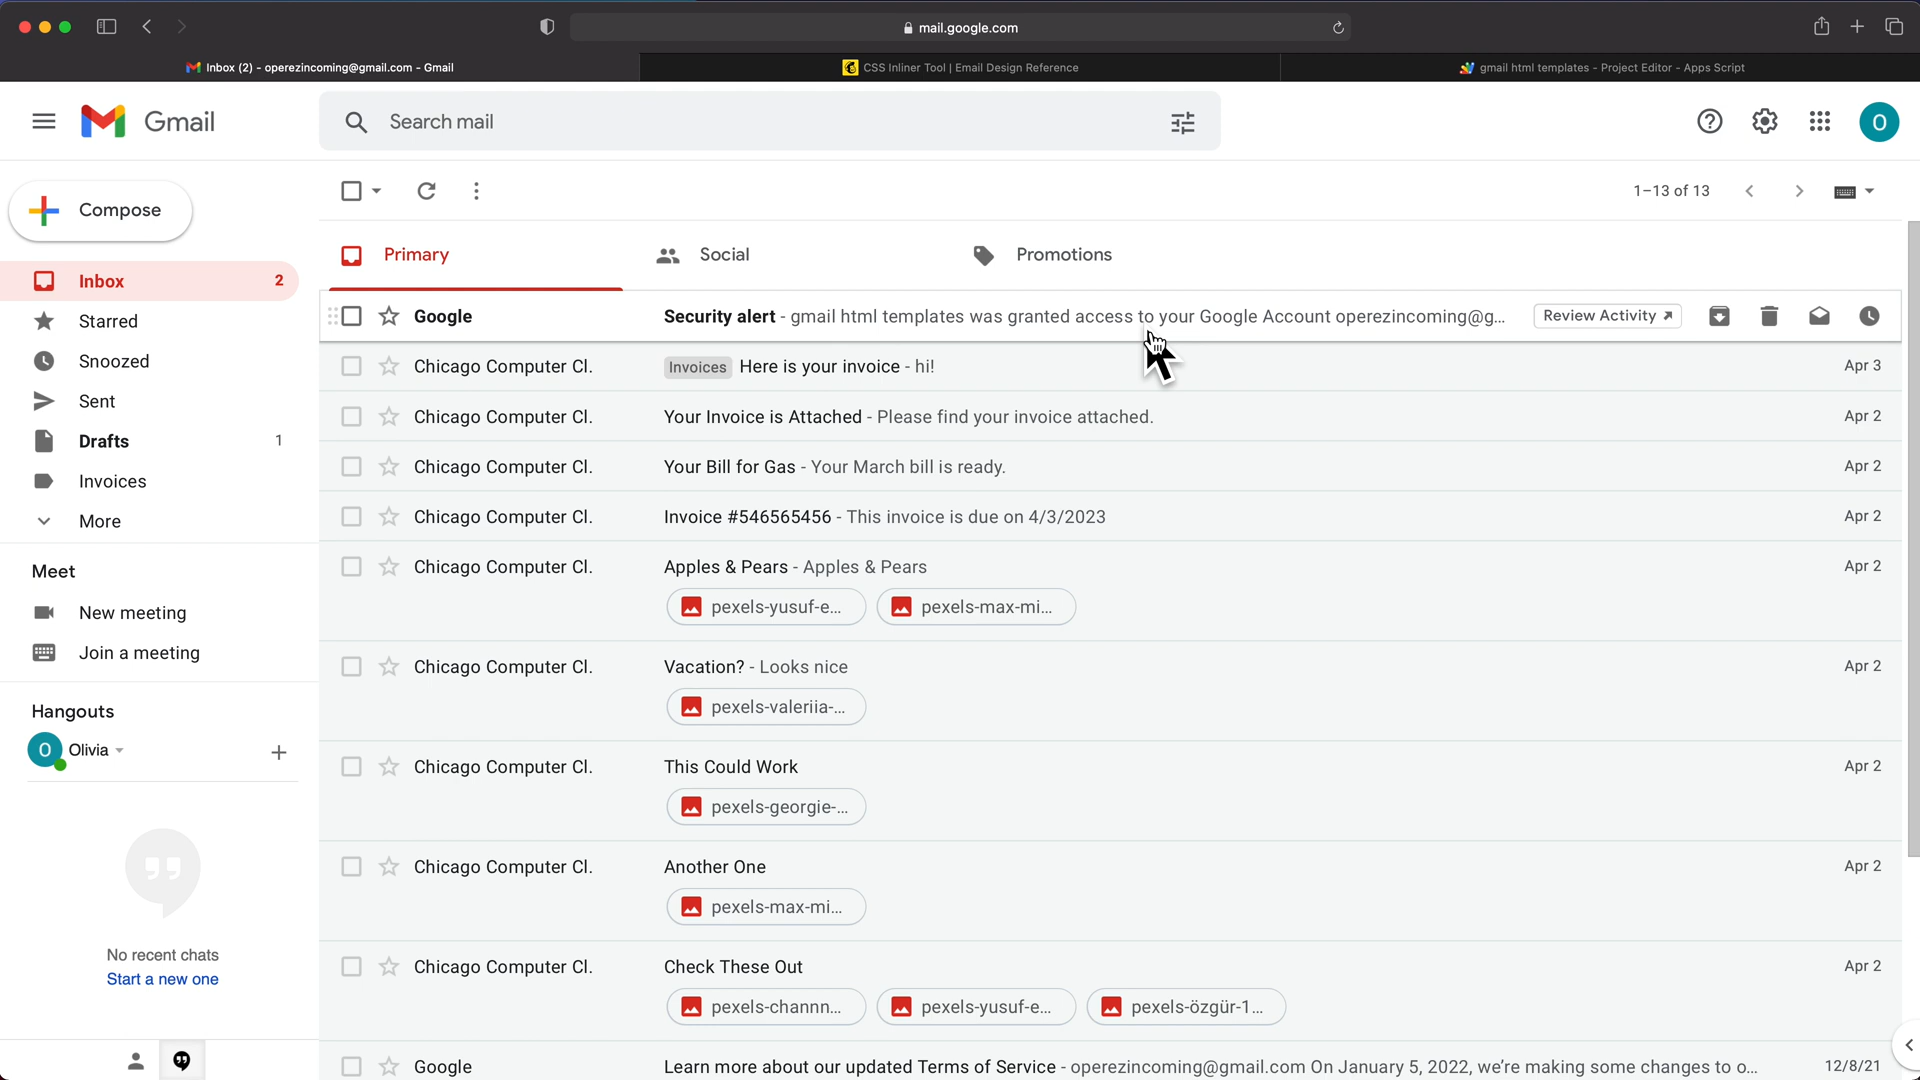 mail.google.com
Inbox (2) - operezincoming@gmail.com - Gmail
CSS Inliner Tool | Email Design Reference
gmail html templates - Project Editor - Apps Script
Gmail
Search mail
O
Compose
1–13 of 13
Primary
Social
Promotions
Inbox 2
Starred
Snoozed
Sent
Drafts 1
Invoices
More
Meet
New meeting
Join a meeting
Hangouts
O Olivia
No recent chats
Start a new one
Google Security alert - gmail html templates was granted access to your Google Account operezincoming@g... Review Activity
Chicago Computer Cl. Invoices Here is your invoice - hi! Apr 3
Chicago Computer Cl. Your Invoice is Attached - Please find your invoice attached. Apr 2
Chicago Computer Cl. Your Bill for Gas - Your March bill is ready. Apr 2
Chicago Computer Cl. Invoice #546565456 - This invoice is due on 4/3/2023 Apr 2
Chicago Computer Cl. Apples & Pears - Apples & Pears Apr 2
pexels-yusuf-e... pexels-max-mi...
Chicago Computer Cl. Vacation? - Looks nice Apr 2
pexels-valeriia-...
Chicago Computer Cl. This Could Work Apr 2
pexels-georgie-...
Chicago Computer Cl. Another One Apr 2
pexels-max-mi...
Chicago Computer Cl. Check These Out Apr 2
pexels-channn... pexels-yusuf-e... pexels-özgür-1...
Google Learn more about our updated Terms of Service - operezincoming@gmail.com On January 5, 2022, we're making some changes to o... 12/8/21